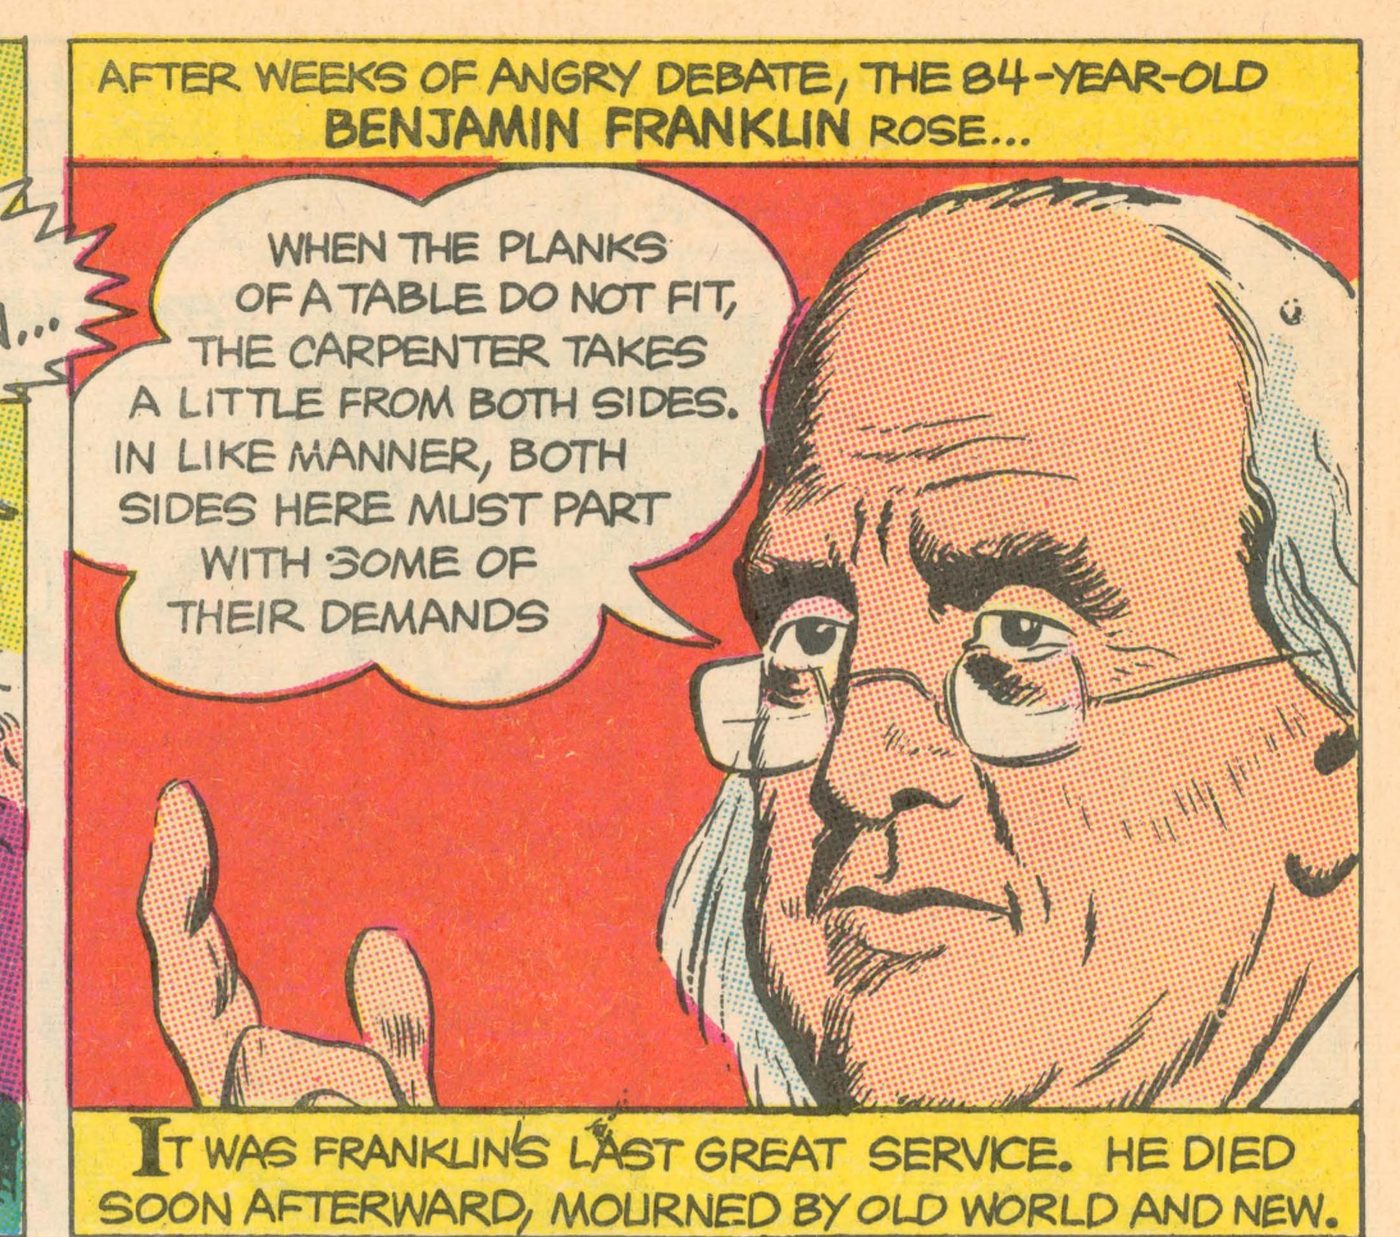 AFTER WEEKS OF ANGRY DEBATE, THE 84-YEAR-OLD
BENJAMIN FRANKLIN ROSE...
WHEN THE PLANKS
OF A TABLE DO NOT FIT,
THE CARPENTER TAKES
A LITTLE FROM BOTH SIDES.
IN LIKE MANNER, BOTH
SIDES HERE MUST PART
WITH SOME OF
THEIR DEMANDS
IT WAS FRANKLIN'S LAST GREAT SERVICE. HE DIED
SOON AFTERWARD, MOURNED BY OLD WORLD AND NEW.